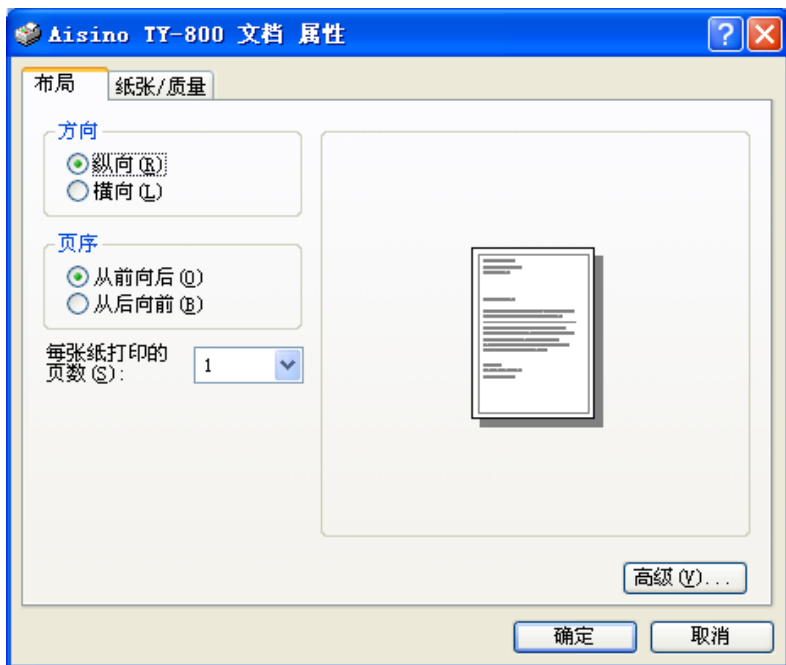 Aisino TY-800 文档 属性
布局
纸张/质量
方向
纵向(R)
横向(L)
页序
从前向后(O)
从后向前(B)
每张纸打印的
页数(S):
1
高级(V)...
确定
取消